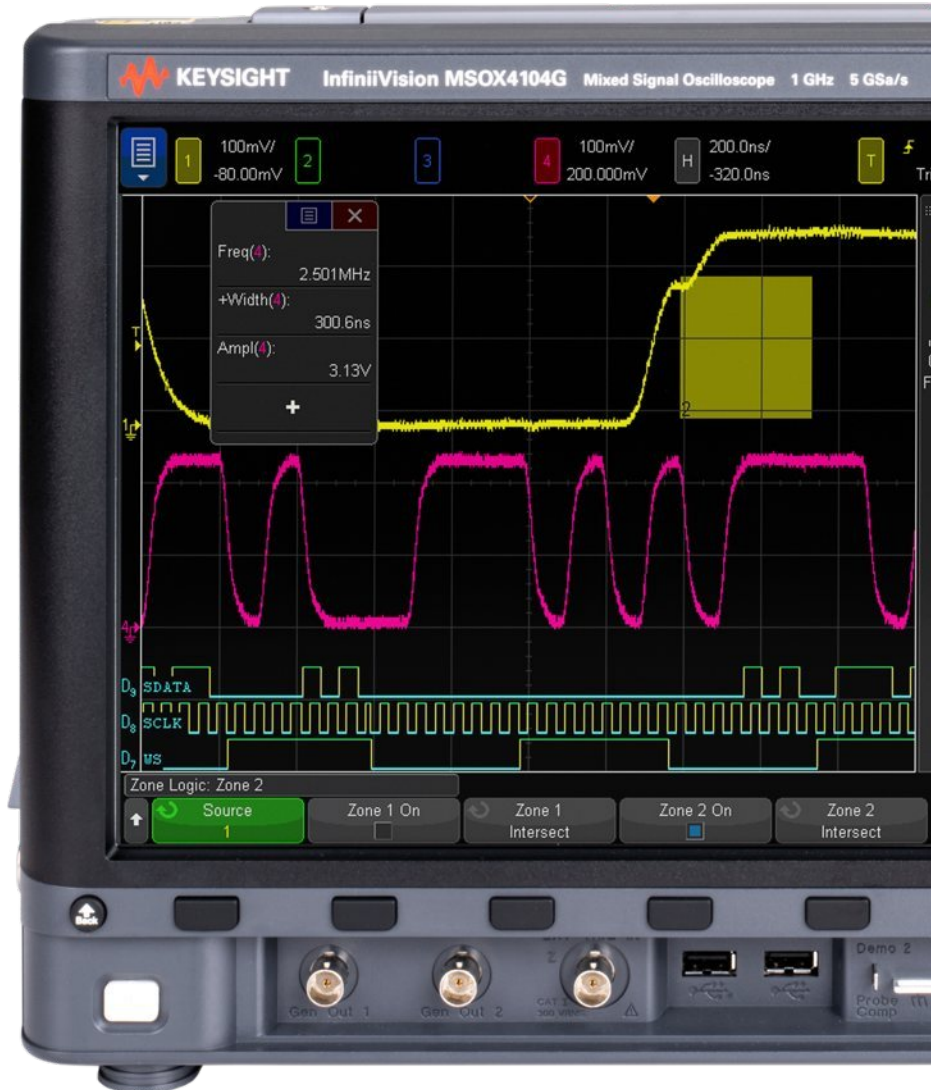 KEYSIGHT InfiniiVision MSOX4104G Mixed Signal Oscilloscope 1 GHz 5 GSa/s
1 100mV/ 2 3 4 100mV/ H 200.0ns/ T
-80.00mV 200.000mV -320.0ns
Freq(4):
2.501MHz
+Width(4):
300.6ns
Ampl(4):
3.13V
+
T
1
2
4
D9 SDATA
D8 SCLK
D7 WS
Zone Logic: Zone 2
Source Zone 1 On Zone 1 Zone 2 On Zone 2
1 Intersect Intersect
Back
Gen Out 1 Gen Out 2
Demo 2
Probe
Comp